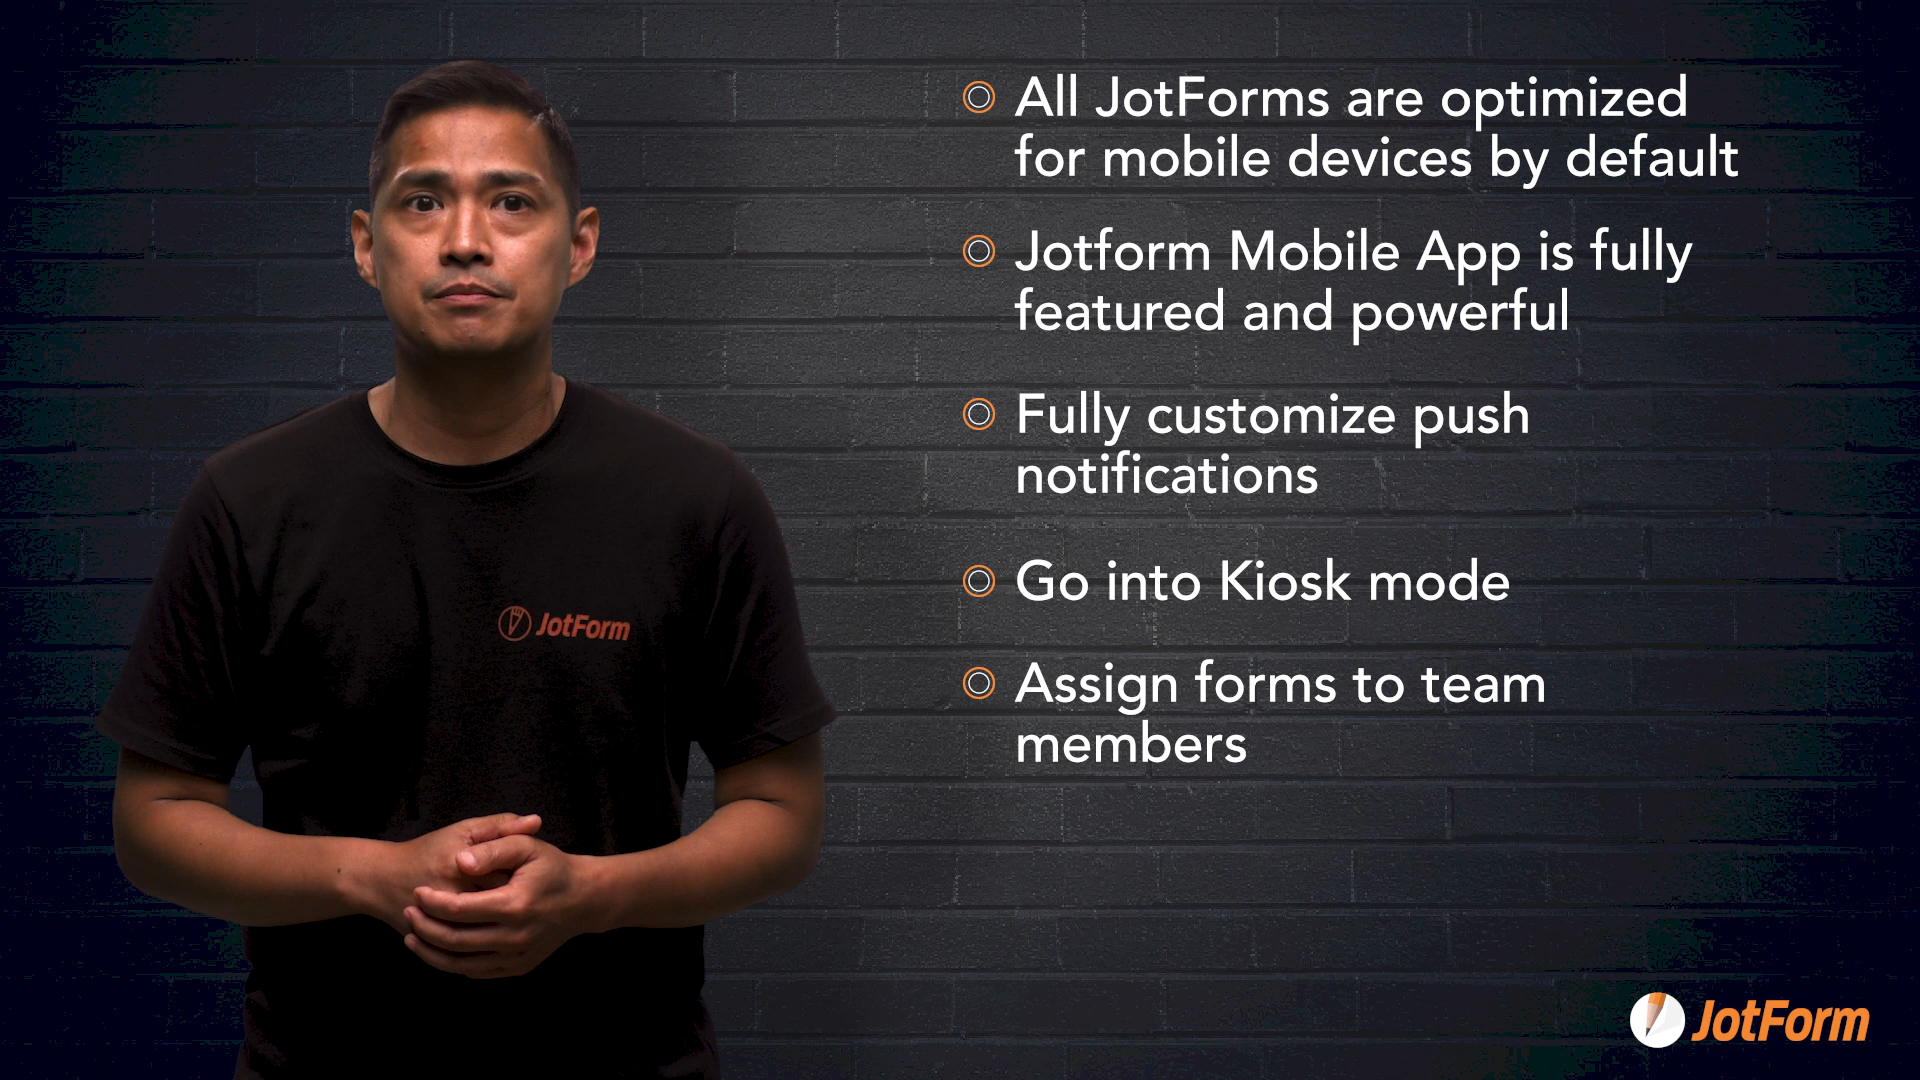 All JotForms are optimized
for mobile devices by default
Jotform Mobile App is fully
featured and powerful
Fully customize push
notifications
Go into Kiosk mode
Assign forms to team
members
JotForm
JotForm